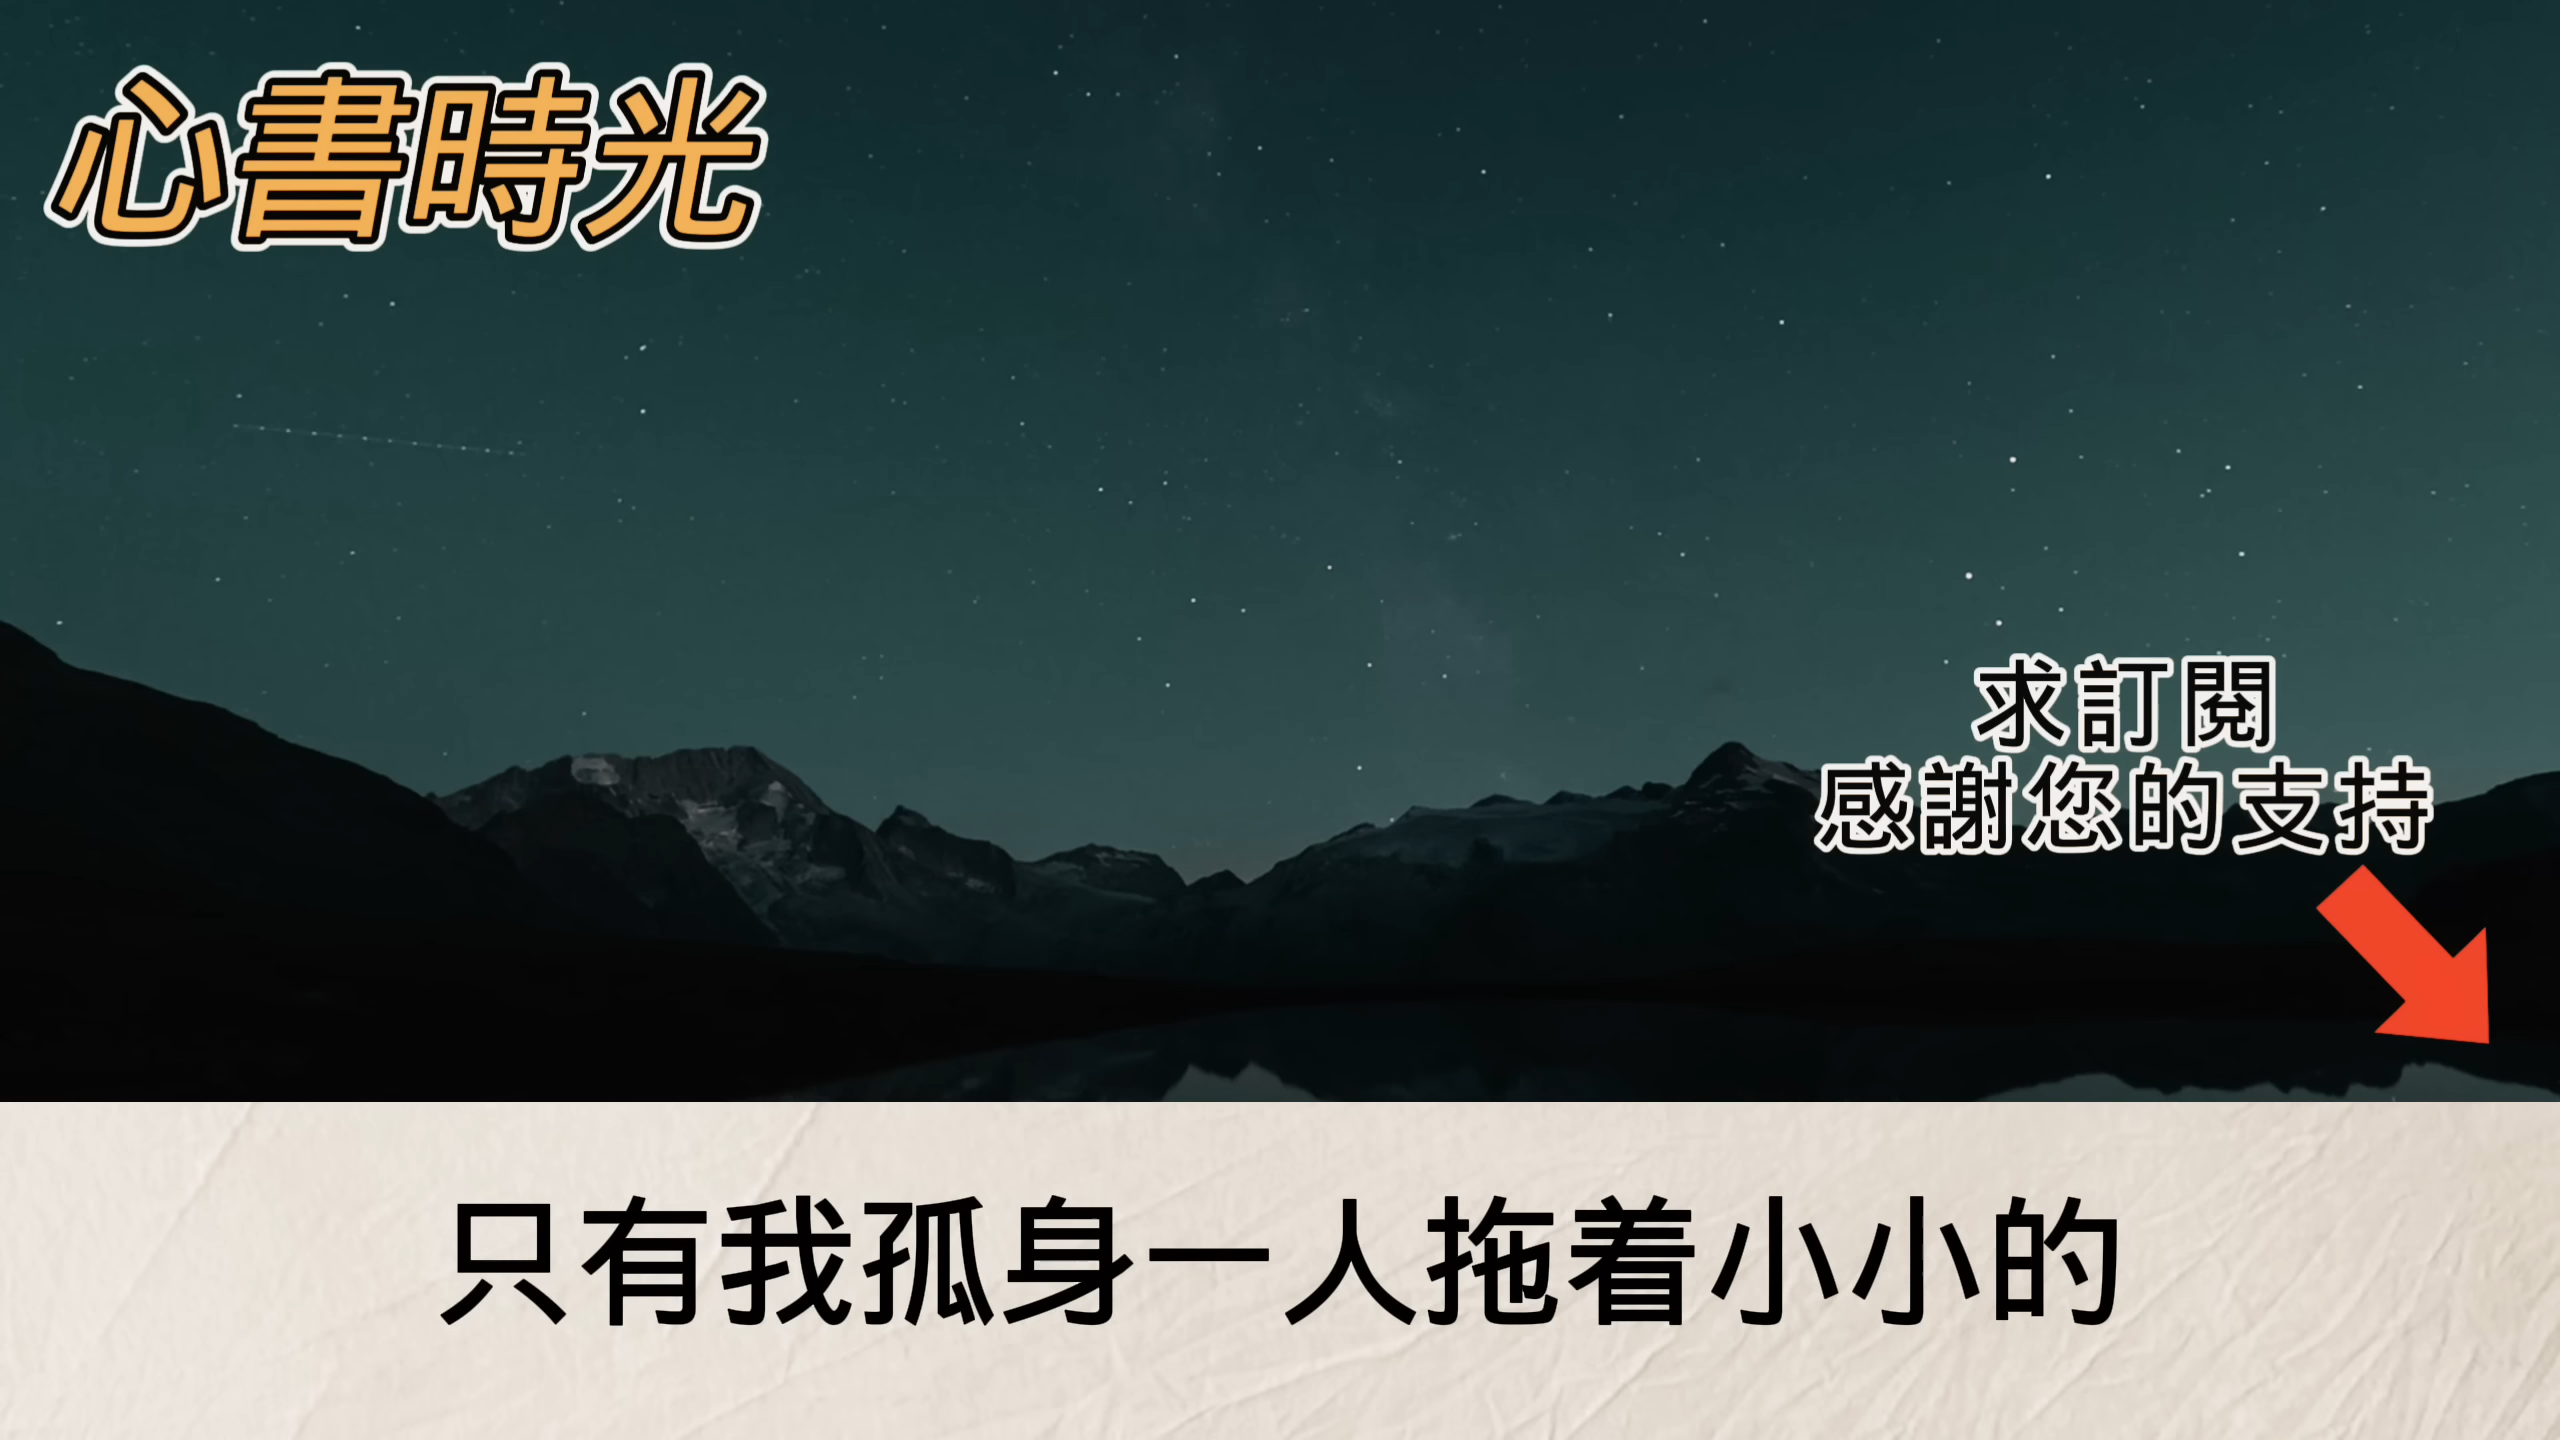 心書時光
求訂閱
感謝您的支持
只有我孤身一人拖着小小的